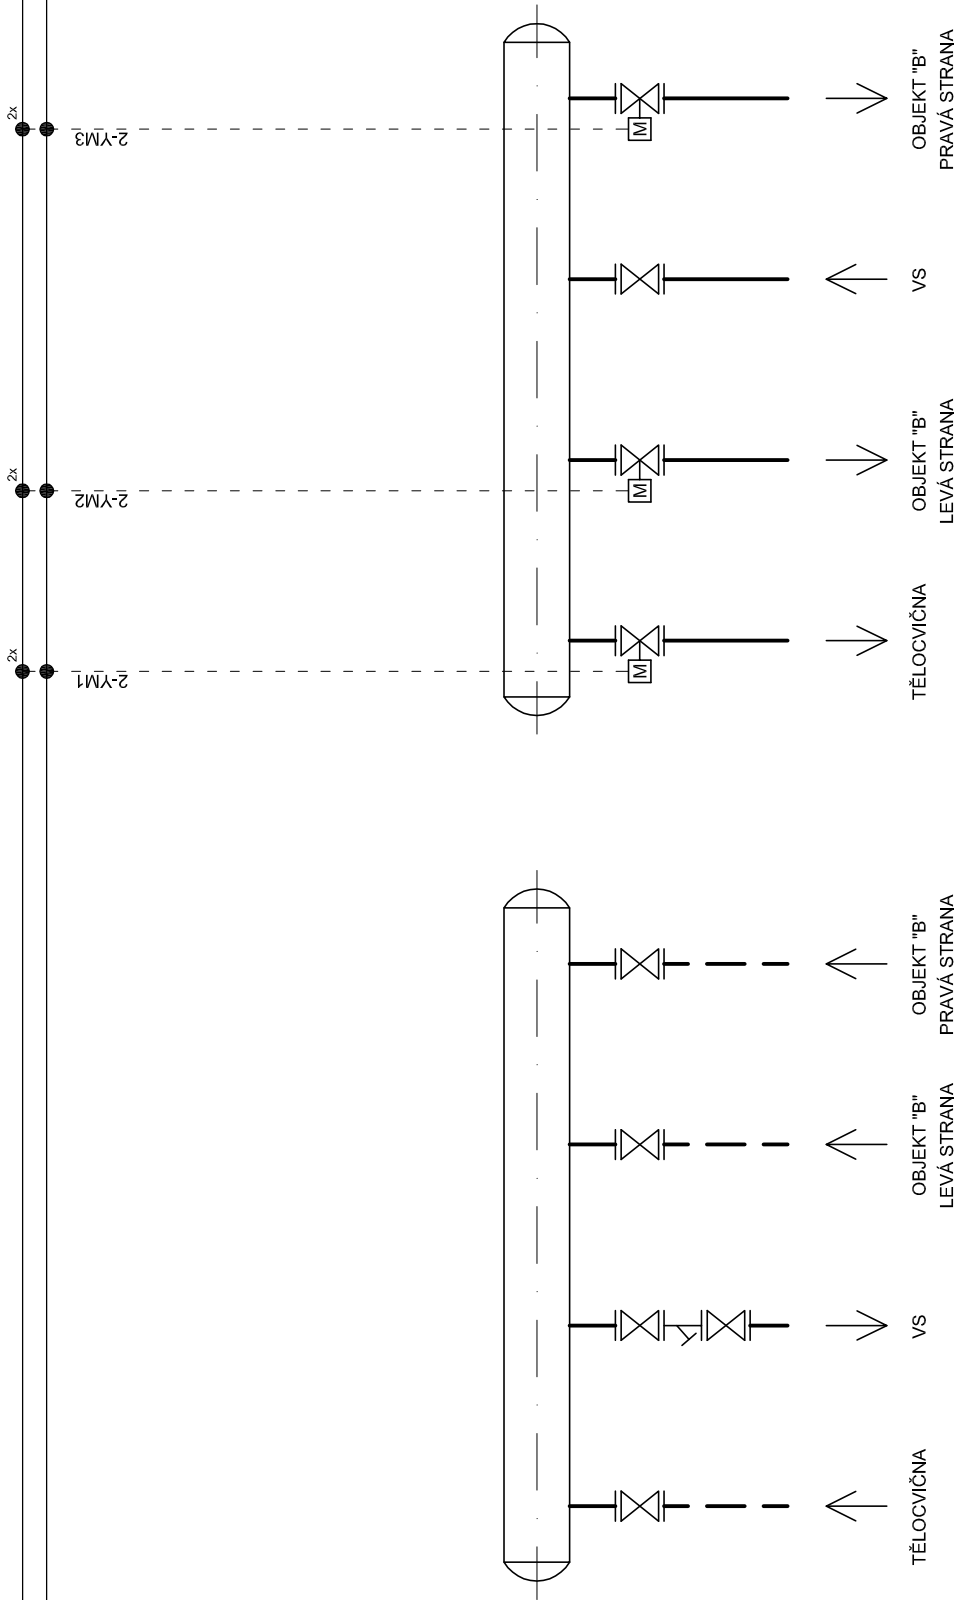 2x
2-YM3
M
OBJEKT "B"
PRAVÁ STRANA
VS
2x
2-YM2
M
OBJEKT "B"
LEVÁ STRANA
2x
2-YM1
M
TĚLOCVIČNA
OBJEKT "B"
PRAVÁ STRANA
OBJEKT "B"
LEVÁ STRANA
VS
TĚLOCVIČNA